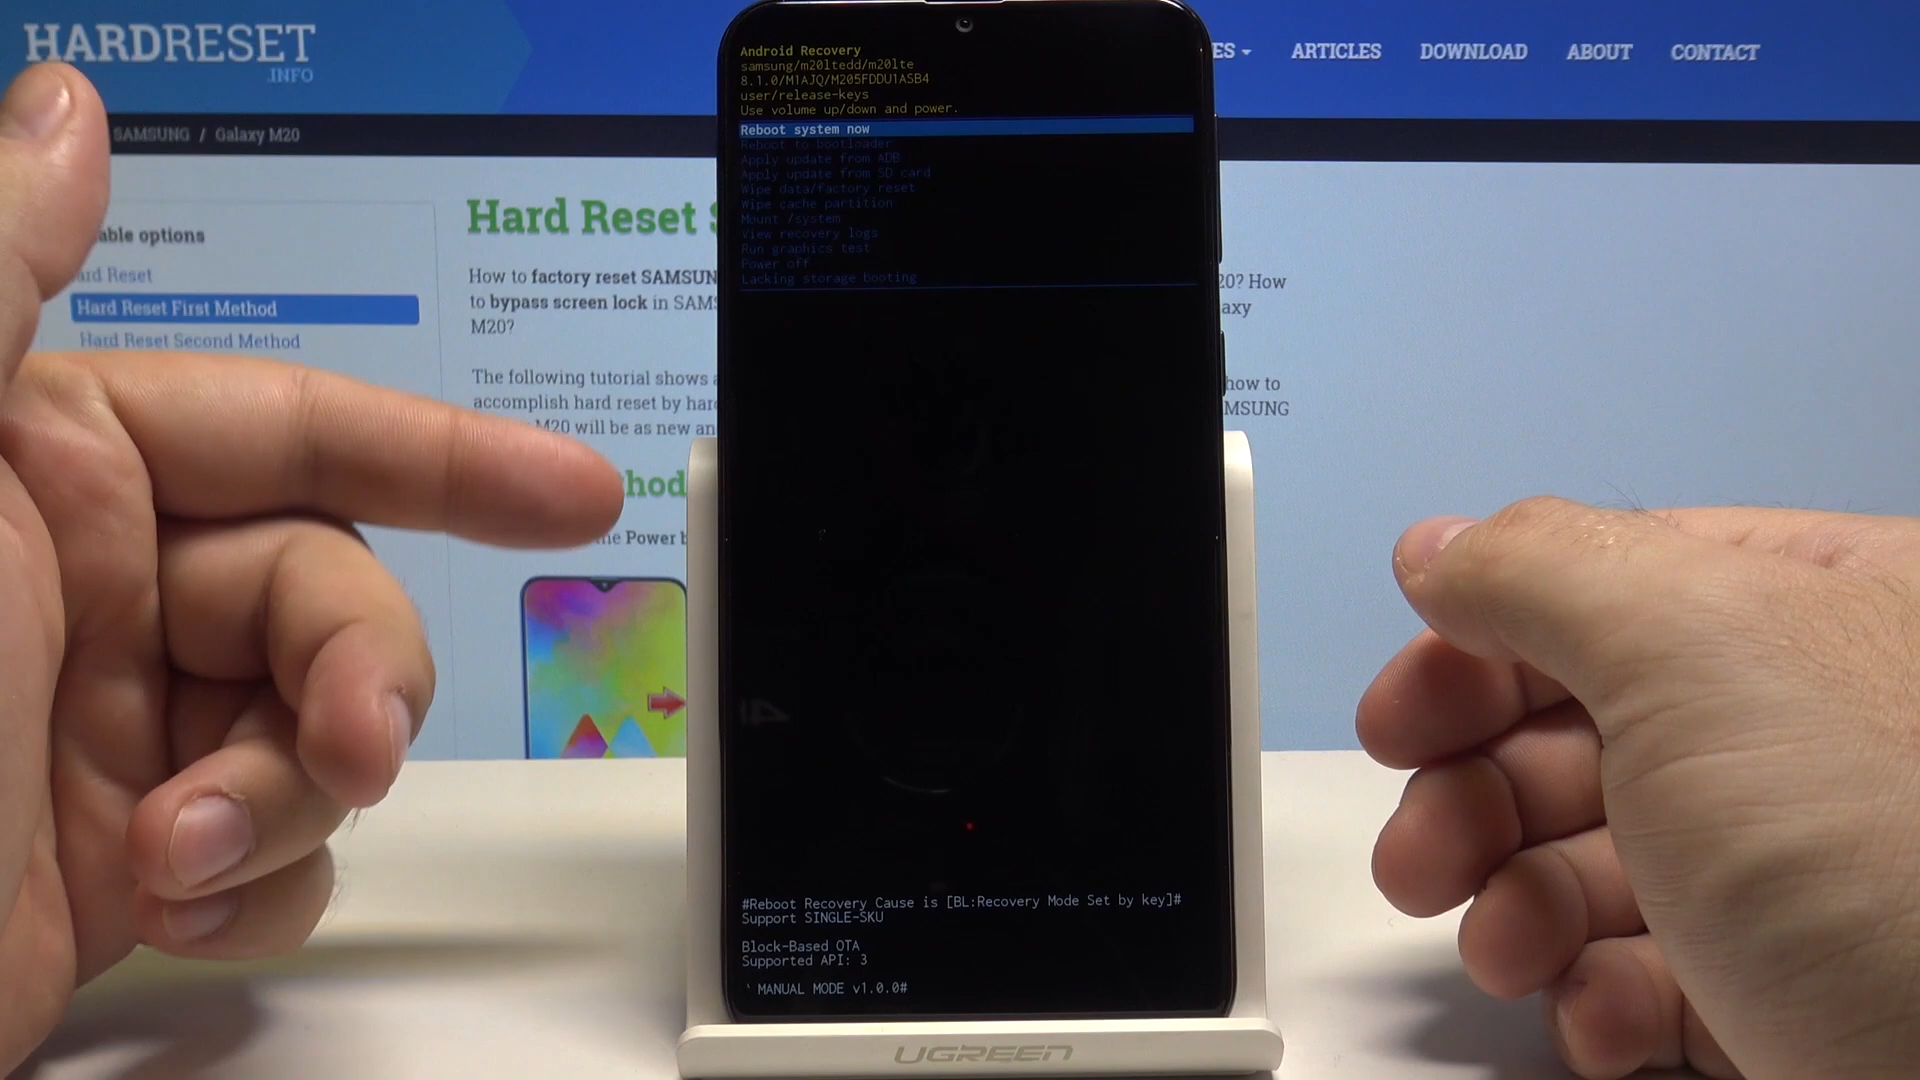 HARDRESET
.INFO
ES
ARTICLES
DOWNLOAD
ABOUT
CONTACT
SAMSUNG / Galaxy M20
able options
ard Reset
Hard Reset First Method
Hard Reset Second Method
Hard Reset S
How to factory reset SAMSUN
20? How
to bypass screen lock in SAMS
axy
M20?
The following tutorial shows a
how to
accomplish hard reset by hard
MSUNG
M20 will be as new an
thod
he Power b
Android Recovery
samsung/m20ltedd/m20lte
8.1.0/M1AJQ/M205FDDU1ASB4
user/release-keys
Use volume up/down and power.
Reboot system now
Reboot to bootloader
Apply update from ADB
Apply update from SD card
Wipe data/factory reset
Wipe cache partition
Mount /system
View recovery logs
Run graphics test
Power off
Lacking storage booting
#Reboot Recovery Cause is [BL:Recovery Mode Set by key]#
Support SINGLE-SKU
Block-Based OTA
Supported API: 3
MANUAL MODE v1.0.0#
UGREEN